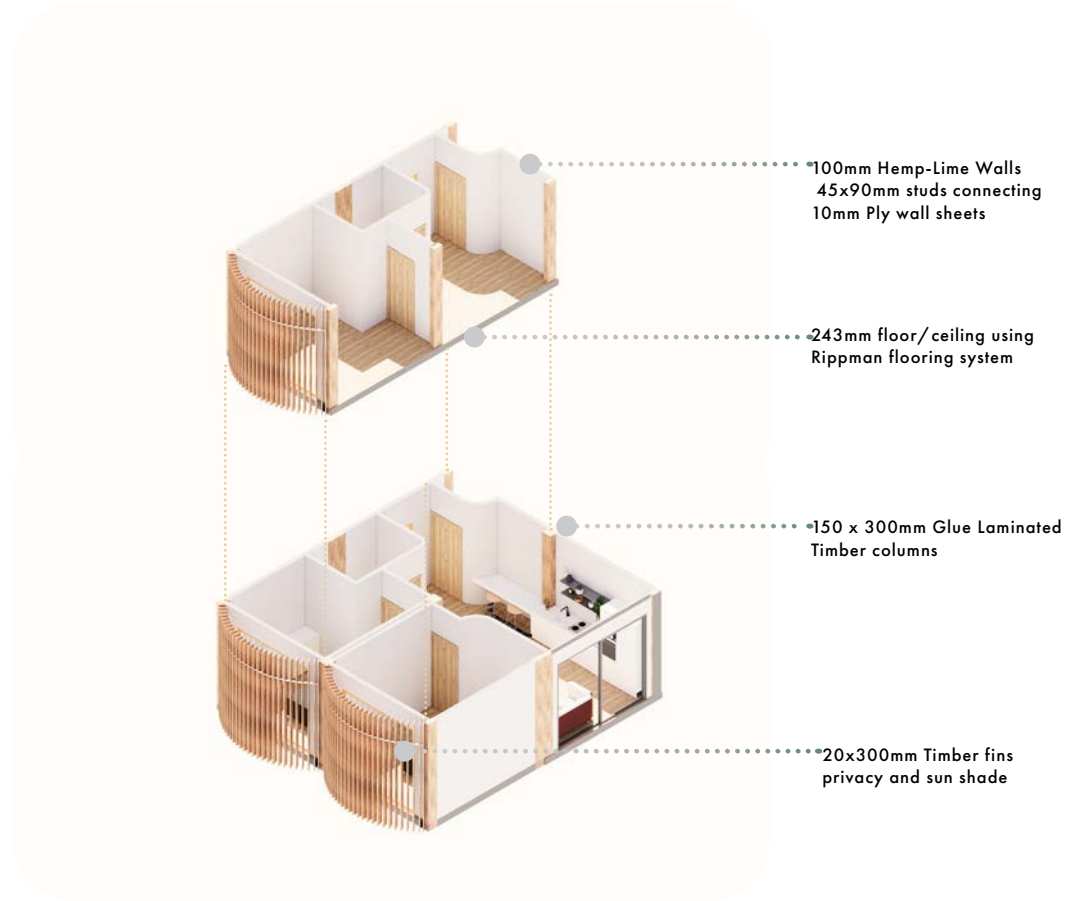 100mm Hemp-Lime Walls
45x90mm studs connecting
10mm Ply wall sheets
243mm floor/ceiling using
Rippman flooring system
150 x 300mm Glue Laminated
Timber columns
20x300mm Timber fins
privacy and sun shade